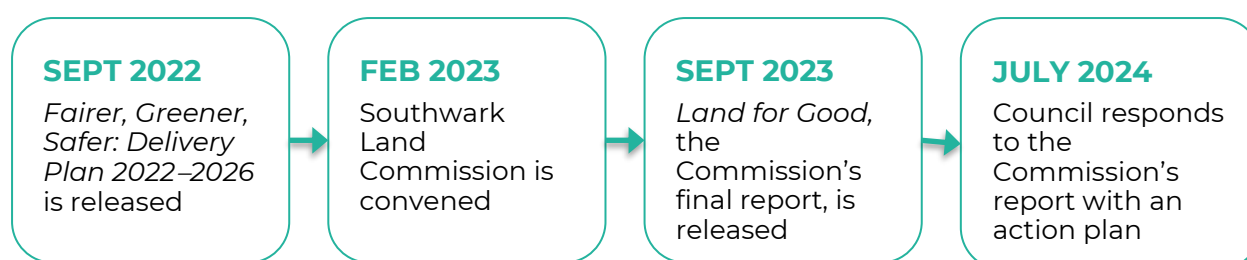 SEPT 2022
Fairer, Greener,
Safer: Delivery
Plan 2022–2026
is released
FEB 2023
Southwark
Land
Commission is
convened
SEPT 2023
Land for Good,
the
Commission’s
final report, is
released
JULY 2024
Council responds
to the
Commission’s
report with an
action plan